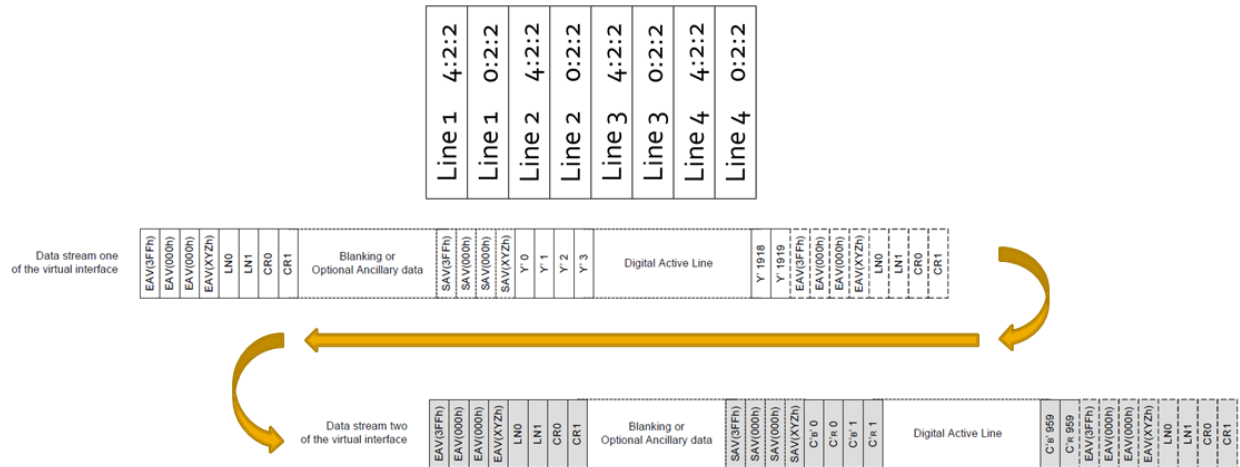 Line 1 4:2:2
Line 1 0:2:2
Line 2 4:2:2
Line 2 0:2:2
Line 3 4:2:2
Line 3 0:2:2
Line 4 4:2:2
Line 4 0:2:2
Data stream one
of the virtual interface
EAV(3FFh)
EAV(000h)
EAV(000h)
EAV(XYZh)
LN0
LN1
CR0
CR1
Blanking or
Optional Ancillary data
SAV(3FFh)
SAV(000h)
SAV(000h)
SAV(XYZh)
Y' 0
Y' 1
Y' 2
Y' 3
Digital Active Line
Y' 1918
Y' 1919
EAV(3FFh)
EAV(000h)
EAV(000h)
EAV(XYZh)
LN0
LN1
CR0
CR1
Data stream two
of the virtual interface
EAV(3FFh)
EAV(000h)
EAV(000h)
EAV(XYZh)
LN0
LN1
CR0
CR1
Blanking or
Optional Ancillary data
SAV(3FFh)
SAV(000h)
SAV(000h)
SAV(XYZh)
C'B' 0
C'R 0
C'B' 1
C'R 1
Digital Active Line
C'B' 959
C'R 959
EAV(3FFh)
EAV(000h)
EAV(000h)
EAV(XYZh)
LN0
LN1
CR0
CR1